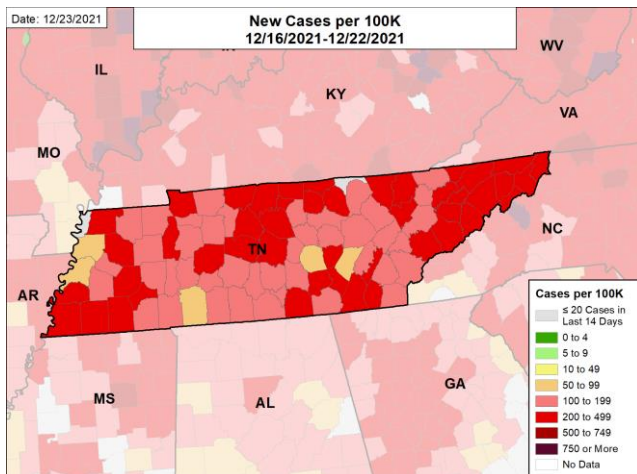 Date: 12/23/2021
New Cases per 100K
12/16/2021-12/22/2021
IL
WV
KY
VA
MO
TN
NC
AR
MS
AL
GA
Cases per 100K
≤ 20 Cases in
Last 14 Days
0 to 4
5 to 9
10 to 49
50 to 99
100 to 199
200 to 499
500 to 749
750 or More
No Data